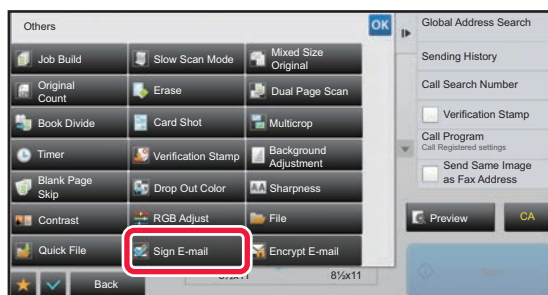 Others
OK
Job Build
Slow Scan Mode
Mixed Size
Original
Original
Count
Erase
Dual Page Scan
Book Divide
Card Shot
Multicrop
Timer
Verification Stamp
Background
Adjustment
Blank Page
Skip
Drop Out Color
AA Sharpness
Contrast
RGB Adjust
File
Quick File
Sign E-mail
Encrypt E-mail
Back
8½x11
Global Address Search
Sending History
Call Search Number
Verification Stamp
Call Program
Call Registered settings
Send Same Image
as Fax Address
Preview
CA
Start